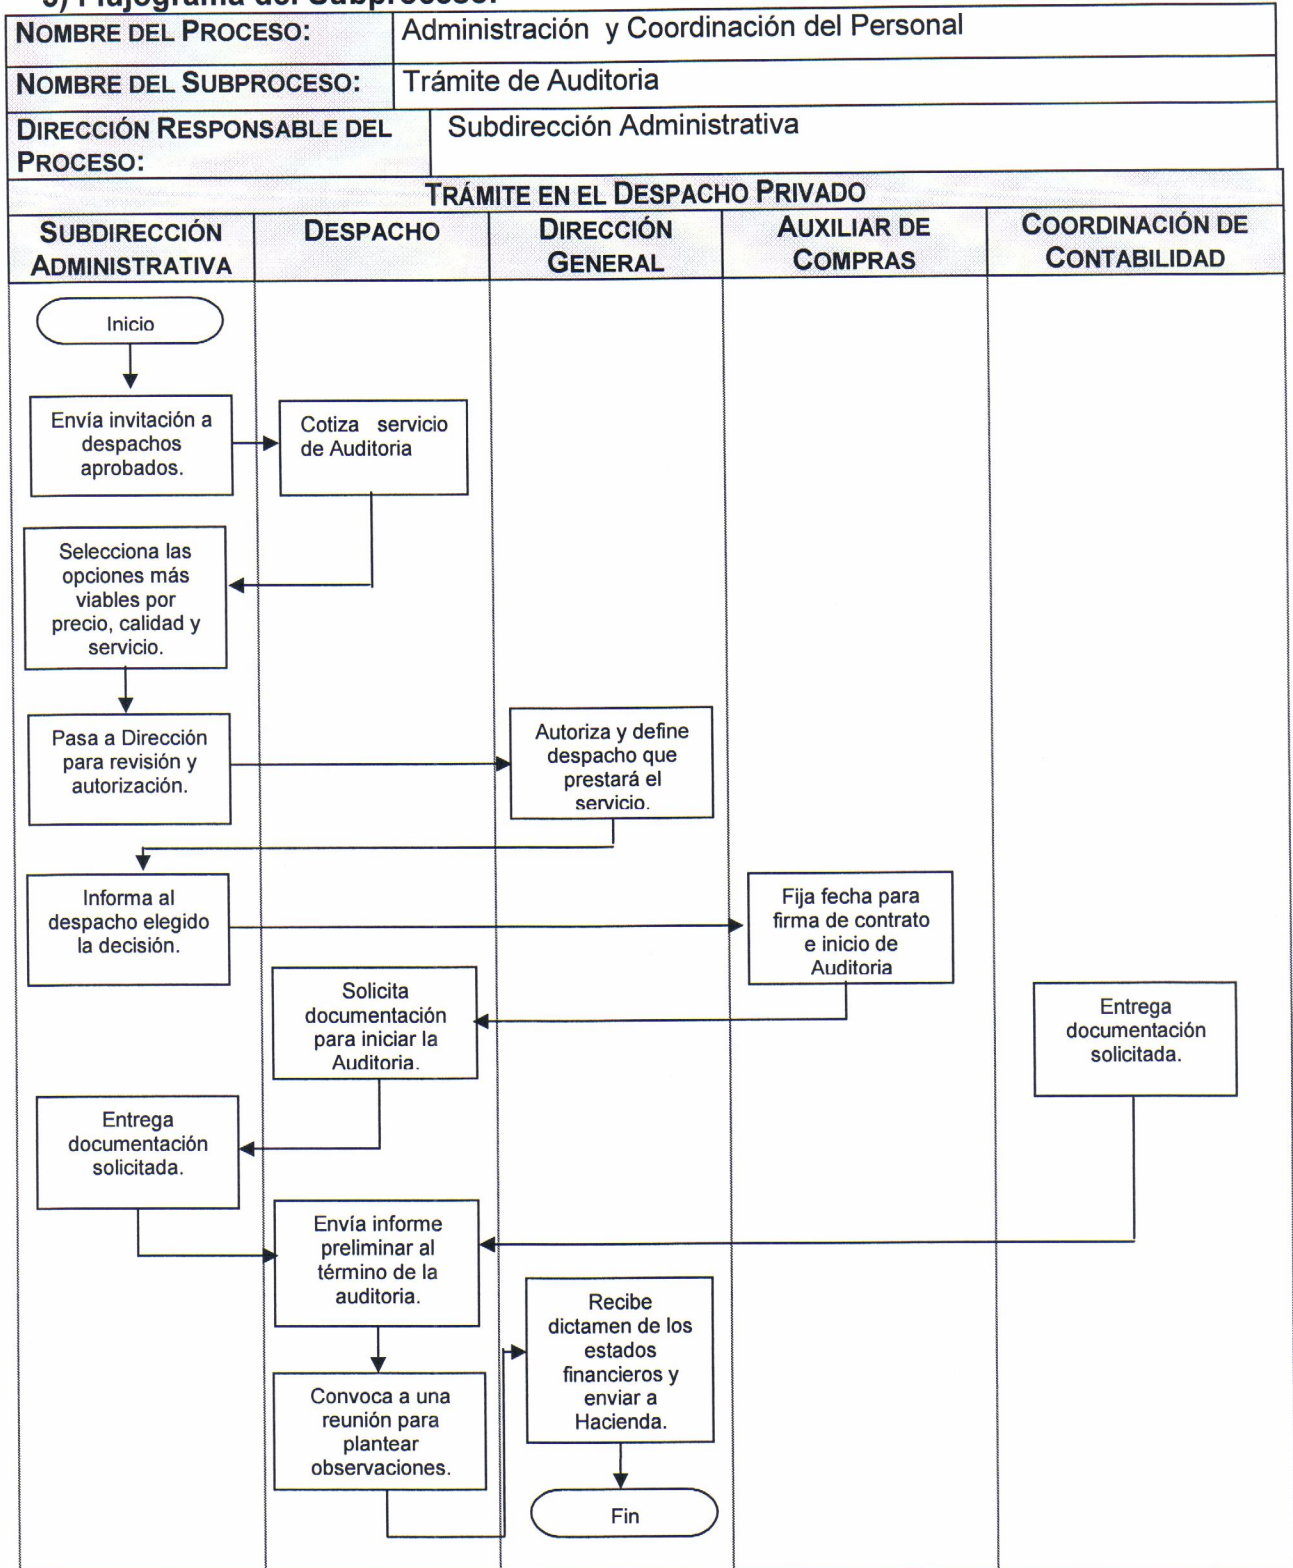 3) Flujograma del Subproceso:
NOMBRE DEL PROCESO: Administración y Coordinación del Personal
NOMBRE DEL SUBPROCESO: Trámite de Auditoria
DIRECCIÓN RESPONSABLE DEL
PROCESO:
Subdirección Administrativa
TRÁMITE EN EL DESPACHO PRIVADO
SUBDIRECCIÓN
ADMINISTRATIVA
DESPACHO
DIRECCIÓN
GENERAL
AUXILIAR DE
COMPRAS
COORDINACIÓN DE
CONTABILIDAD
Inicio
Envía invitación a
despachos
aprobados.
Cotiza servicio
de Auditoria
Selecciona las
opciones más
viables por
precio, calidad y
servicio.
Pasa a Dirección
para revisión y
autorización.
Autoriza y define
despacho que
prestará el
servicio.
Informa al
despacho elegido
la decisión.
Fija fecha para
firma de contrato
e inicio de
Auditoria
Solicita
documentación
para iniciar la
Auditoria.
Entrega
documentación
solicitada.
Entrega
documentación
solicitada.
Envía informe
preliminar al
término de la
auditoria.
Recibe
dictamen de los
estados
financieros y
enviar a
Hacienda.
Convoca a una
reunión para
plantear
observaciones.
Fin